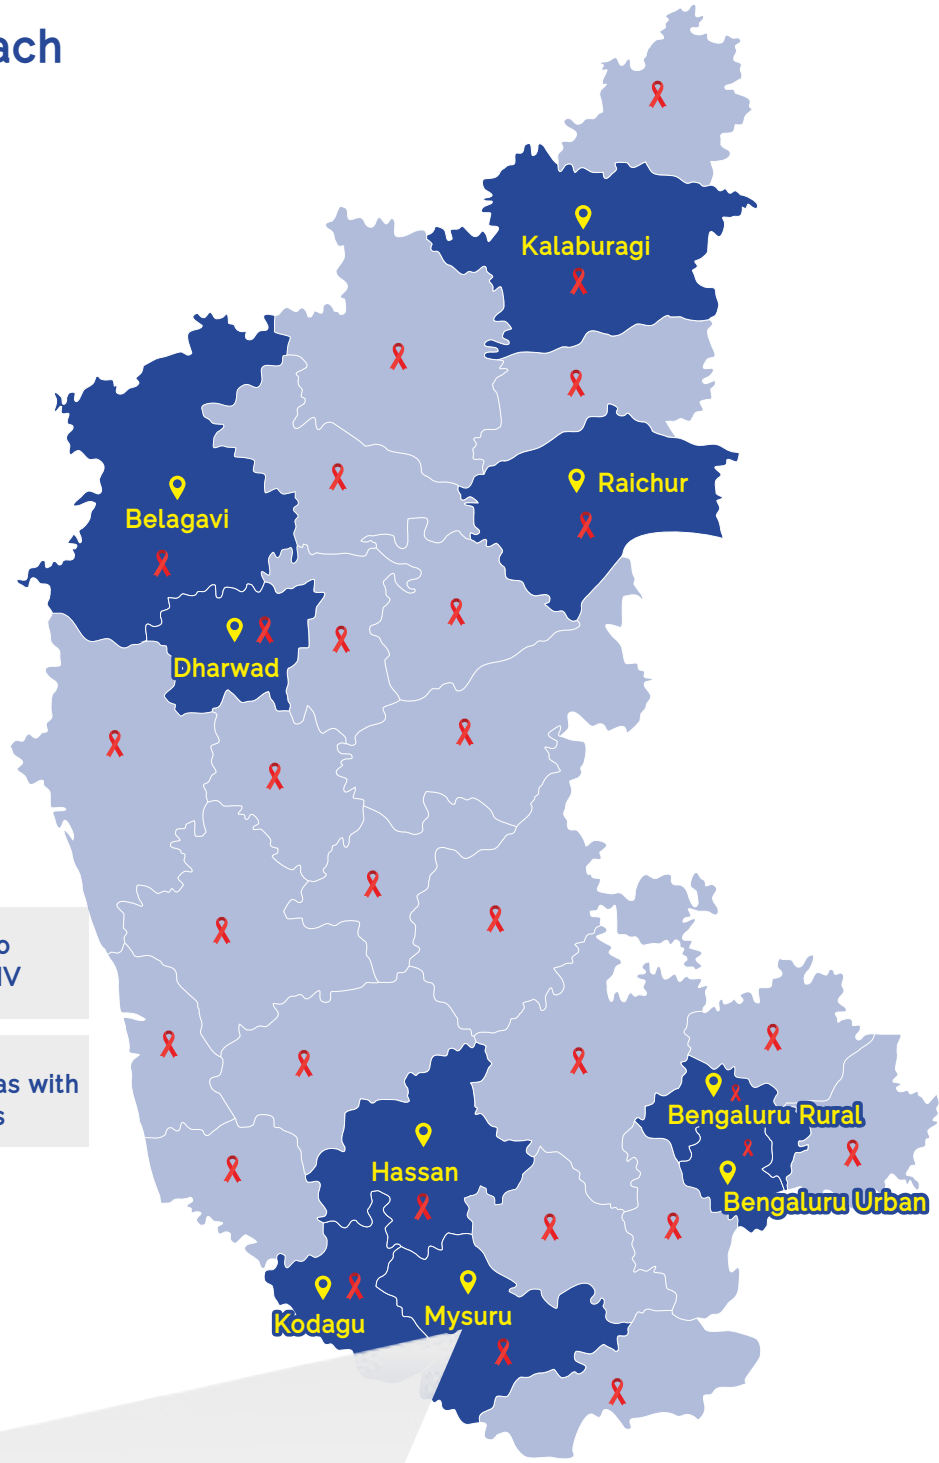 ach
Kalaburagi
Raichur
Belagavi
Dharwad
o
IV
as with
s
Bengaluru Rural
Hassan
Bengaluru Urban
Mysuru
Kodagu